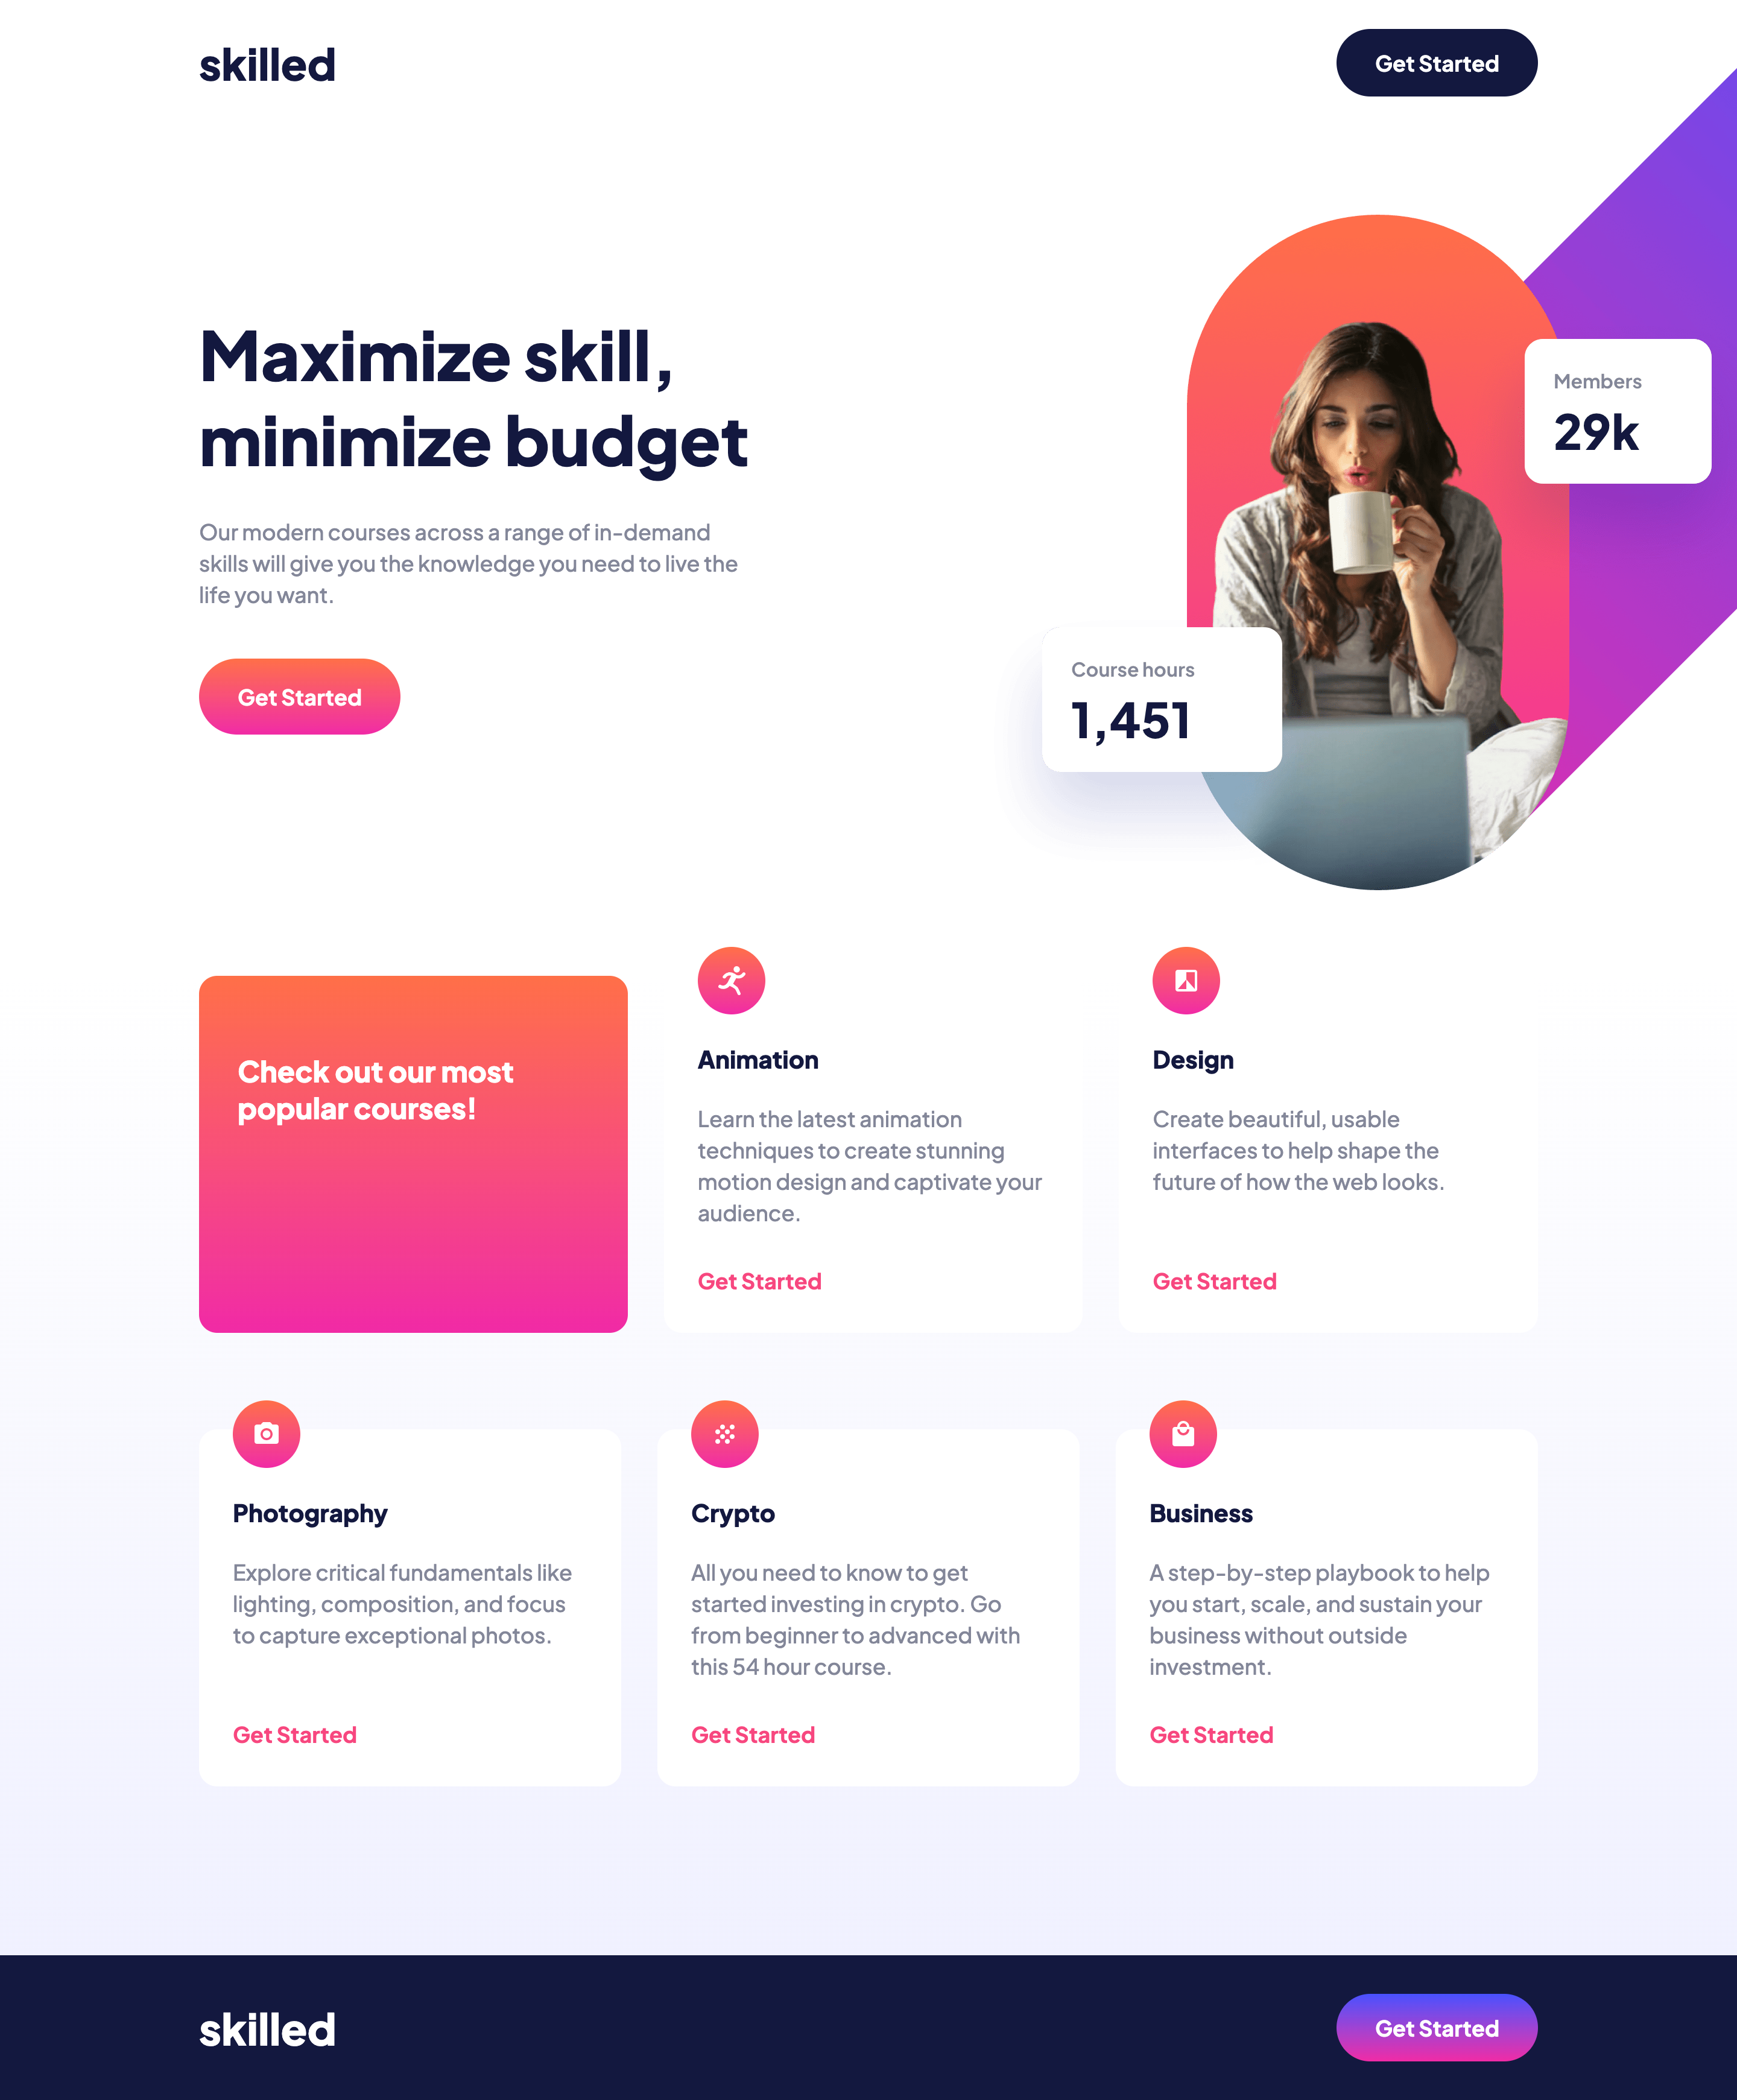 skilled
Get Started
Maximize skill,
minimize budget
Our modern courses across a range of in-demand
skills will give you the knowledge you need to live the
life you want.
Get Started
Members
29k
Course hours
1,451
Check out our most
popular courses!
Animation
Learn the latest animation
techniques to create stunning
motion design and captivate your
audience.
Get Started
Design
Create beautiful, usable
interfaces to help shape the
future of how the web looks.
Get Started
Photography
Explore critical fundamentals like
lighting, composition, and focus
to capture exceptional photos.
Get Started
Crypto
All you need to know to get
started investing in crypto. Go
from beginner to advanced with
this 54 hour course.
Get Started
Business
A step-by-step playbook to help
you start, scale, and sustain your
business without outside
investment.
Get Started
skilled
Get Started